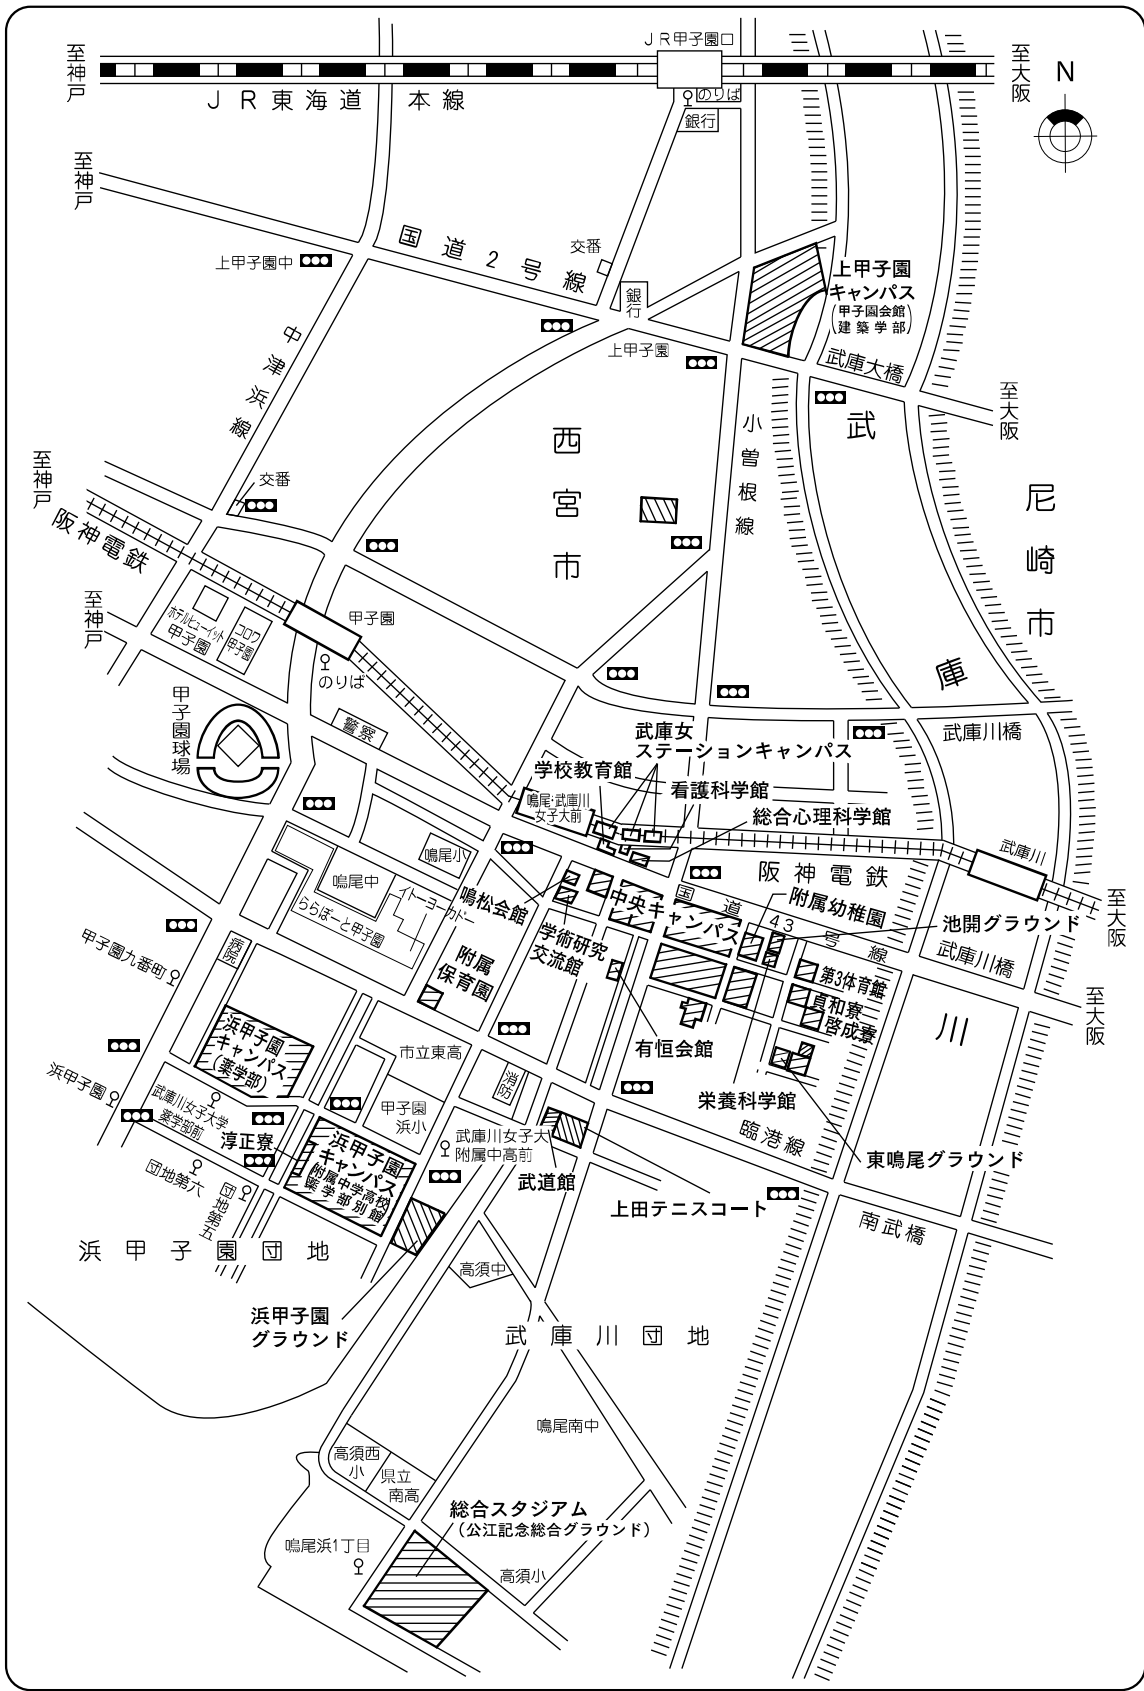 至神戸
JR甲子園口
至大阪
N
JR東海道本線
のりば
銀行
至神戸
国道2号線
交番
上甲子園中
銀行
上甲子園
キャンパス
(甲子園会館)
(建築学部)
中津浜線
上甲子園
武庫大橋
至大阪
小曽根線
武庫川
西宮市
尼崎市
至神戸
交番
阪神電鉄
至神戸
ホテルヒューイット
甲子園
コロワ
甲子園
甲子園
のりば
甲子園球場
警察
武庫女
ステーションキャンパス
武庫川橋
学校教育館
看護科学館
鳴尾・武庫川
女子大前
総合心理科学館
武庫川
鳴尾小
阪神電鉄
至大阪
鳴尾中
イトーヨーカドー
ららぽーと甲子園
鳴松会館
中央キャンパス
国道43号線
附属幼稚園
池開グラウンド
武庫川橋
学術研究
交流館
附属
保育園
第3体育館
貞和寮
啓成寮
至大阪
甲子園九番町
病院
浜甲子園
キャンパス
(薬学部)
市立東高
有恒会館
栄養科学館
消防
浜甲子園
武庫川女子大学
薬学部前
甲子園
浜小
臨港線
東鳴尾グラウンド
淳正寮
浜甲子園
キャンパス
附属中学高校
薬学部別館
武庫川女子大
附属中高前
武道館
上田テニスコート
団地第六
団地第五
南武橋
浜甲子園団地
高須中
浜甲子園
グラウンド
武庫川団地
鳴尾南中
高須西
小
県立
南高
総合スタジアム
(公江記念総合グラウンド)
鳴尾浜1丁目
高須小